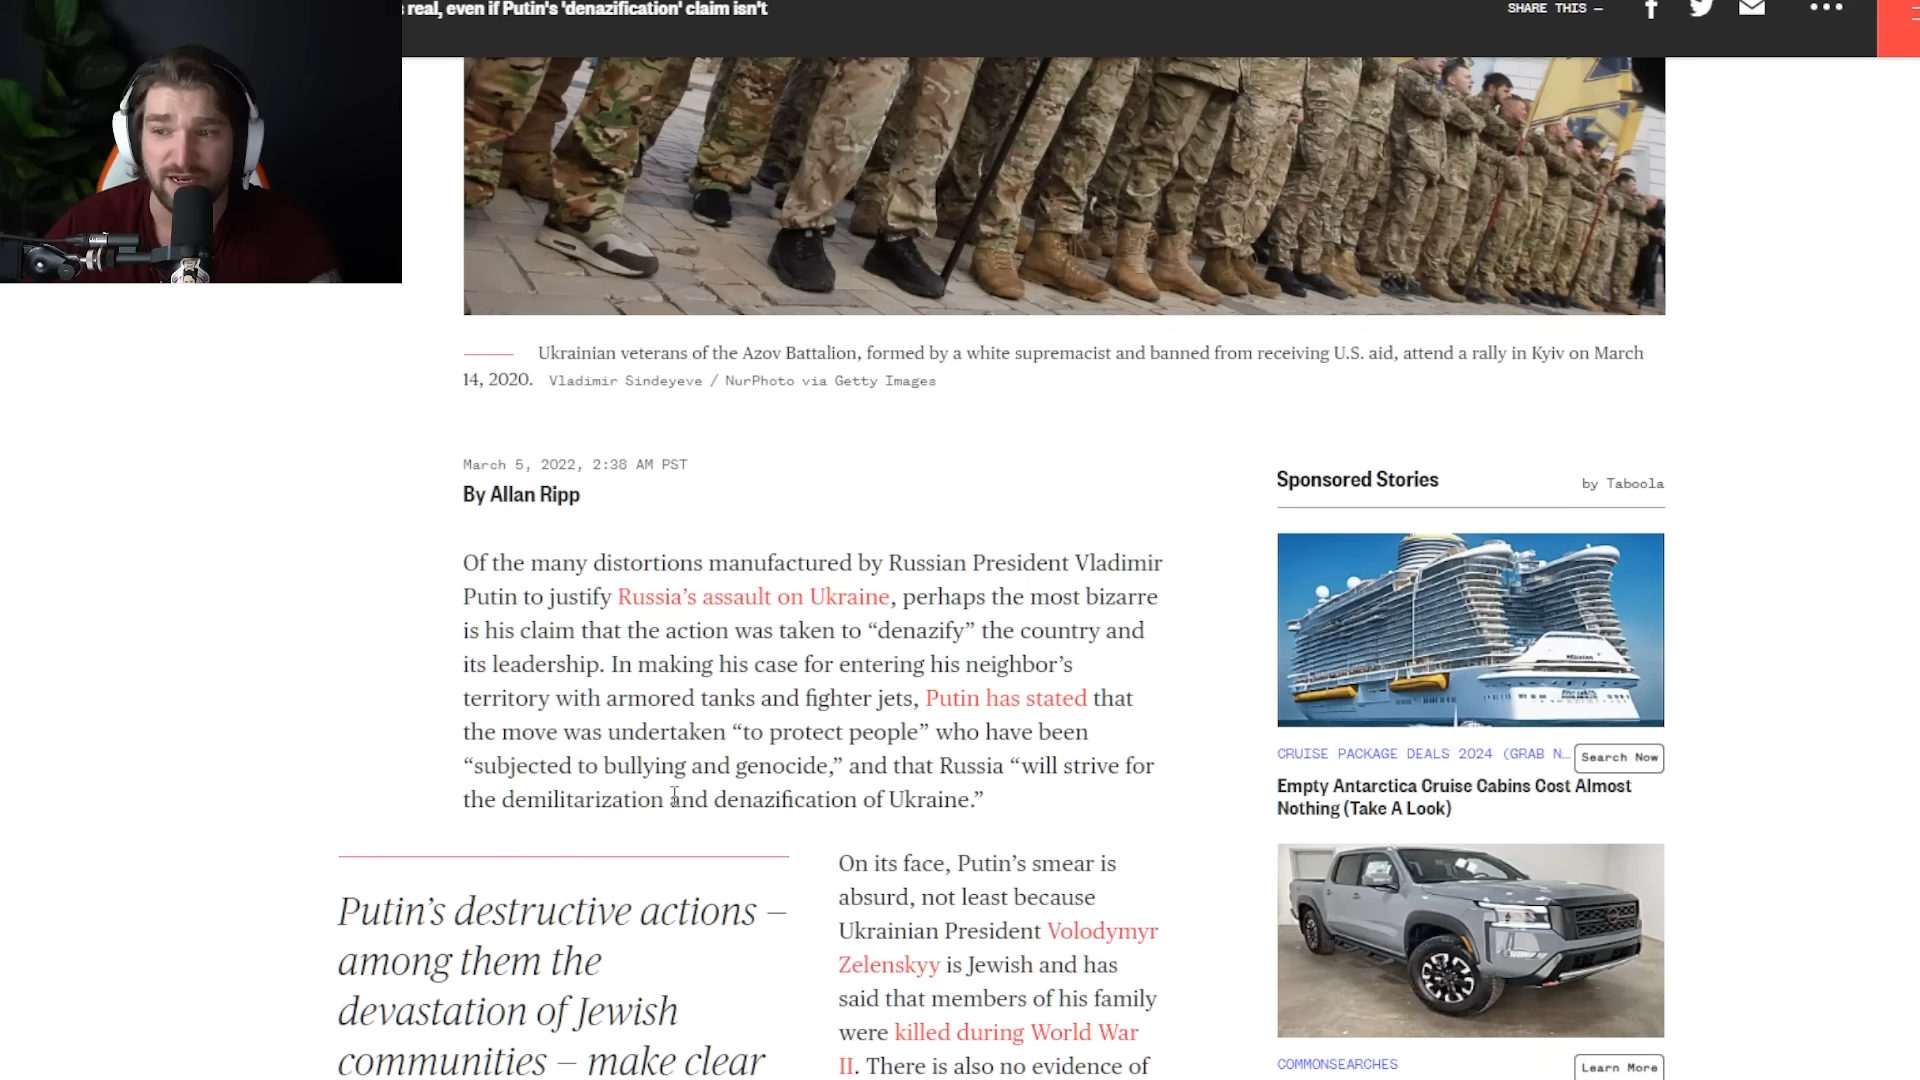 real, even if Putin's 'denazification' claim isn't
SHARE THIS —
Ukrainian veterans of the Azov Battalion, formed by a white supremacist and banned from receiving U.S. aid, attend a rally in Kyiv on March
14, 2020. Vladimir Sindeyeve / NurPhoto via Getty Images
March 5, 2022, 2:38 AM PST
By Allan Ripp
Of the many distortions manufactured by Russian President Vladimir
Putin to justify Russia’s assault on Ukraine, perhaps the most bizarre
is his claim that the action was taken to “denazify” the country and
its leadership. In making his case for entering his neighbor’s
territory with armored tanks and fighter jets, Putin has stated that
the move was undertaken “to protect people” who have been
“subjected to bullying and genocide,” and that Russia “will strive for
the demilitarization and denazification of Ukraine.”
Putin’s destructive actions —
among them the
devastation of Jewish
communities — make clear
On its face, Putin’s smear is
absurd, not least because
Ukrainian President Volodymyr
Zelenskyy is Jewish and has
said that members of his family
were killed during World War
II. There is also no evidence of
Sponsored Stories
by Taboola
CRUISE PACKAGE DEALS 2024 (GRAB N…
Search Now
Empty Antarctica Cruise Cabins Cost Almost
Nothing (Take A Look)
COMMONSEARCHES
Learn More